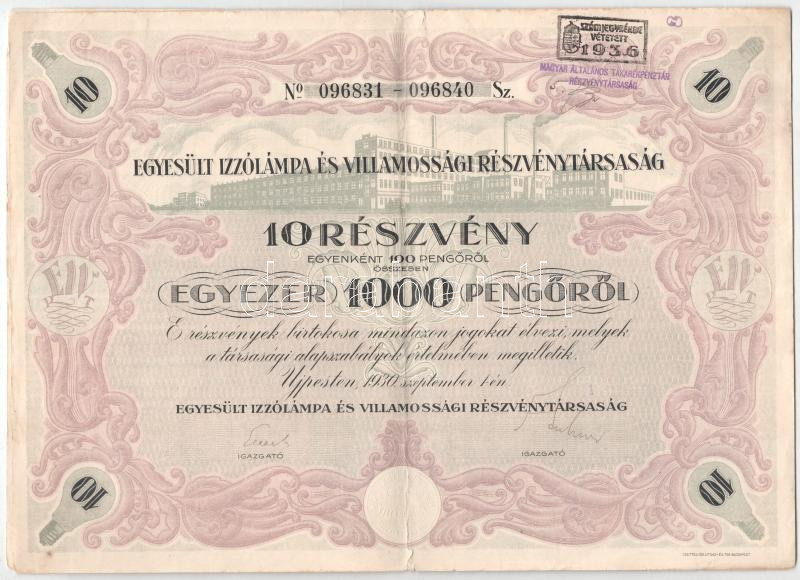 10
10
SZÁMJEGYZÉKBE
VÉTETETT
1936
MAGYAR ÁLTALÁNOS TAKARÉKPÉNZTÁR
RÉSZVÉNYTÁRSASÁG
Nº 096831 - 096840 Sz.
EGYESÜLT IZZÓLÁMPA ÉS VILLAMOSSÁGI RÉSZVÉNYTÁRSASÁG
10 RÉSZVÉNY
EGYENKÉNT 100 PENGŐRŐL
ÖSSZESEN
EGYEZER 1000 PENGŐRŐL
E részvények birtokosa mindazon jogokat élvezi, melyek
a társasági alapszabályok értelmében megilletik.
Ujpesten, 1930 szeptember 1-én
EGYESÜLT IZZÓLÁMPA ÉS VILLAMOSSÁGI RÉSZVÉNYTÁRSASÁG
IGAZGATÓ
IGAZGATÓ
10
10